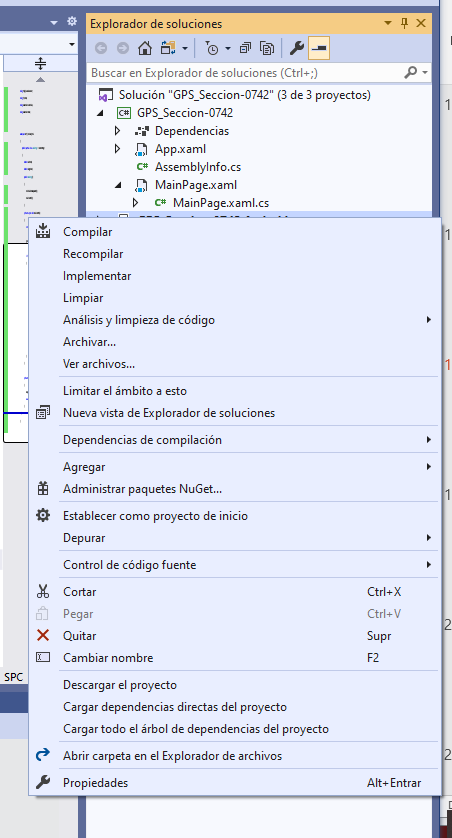 Explorador de soluciones
Buscar en Explorador de soluciones (Ctrl+;)
Solución "GPS_Seccion-0742" (3 de 3 proyectos)
C# GPS_Seccion-0742
Dependencias
App.xaml
C# AssemblyInfo.cs
MainPage.xaml
C# MainPage.xaml.cs
Compilar
Recompilar
Implementar
Limpiar
Análisis y limpieza de código
Archivar...
Ver archivos...
Limitar el ámbito a esto
Nueva vista de Explorador de soluciones
Dependencias de compilación
Agregar
Administrar paquetes NuGet...
Establecer como proyecto de inicio
Depurar
Control de código fuente
Cortar Ctrl+X
Pegar Ctrl+V
Quitar Supr
Cambiar nombre F2
SPC
Descargar el proyecto
Cargar dependencias directas del proyecto
Cargar todo el árbol de dependencias del proyecto
Abrir carpeta en el Explorador de archivos
Propiedades Alt+Entrar